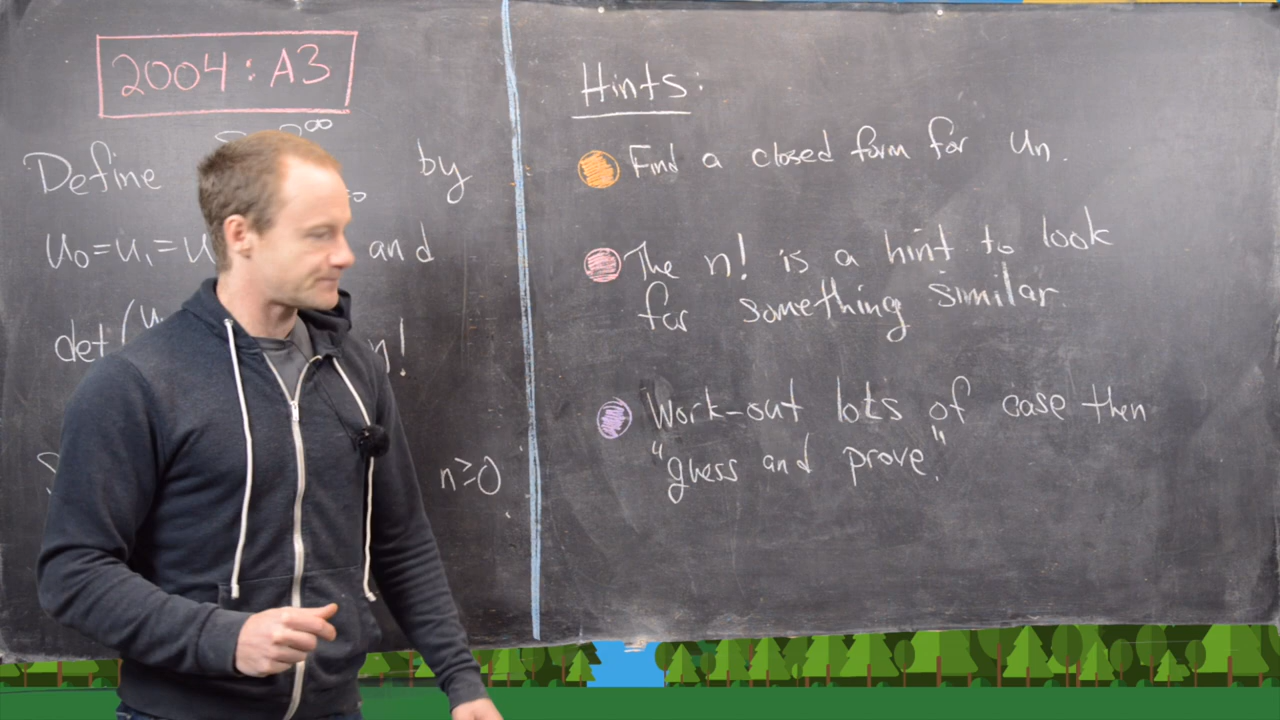 2004 : A3
Define by
u₀=u₁=u and
det(u n!
n≥0
Hints:
Find a closed form for uₙ.
The n! is a hint to look
for something similar.
Work-out lots of case then
"guess and prove."